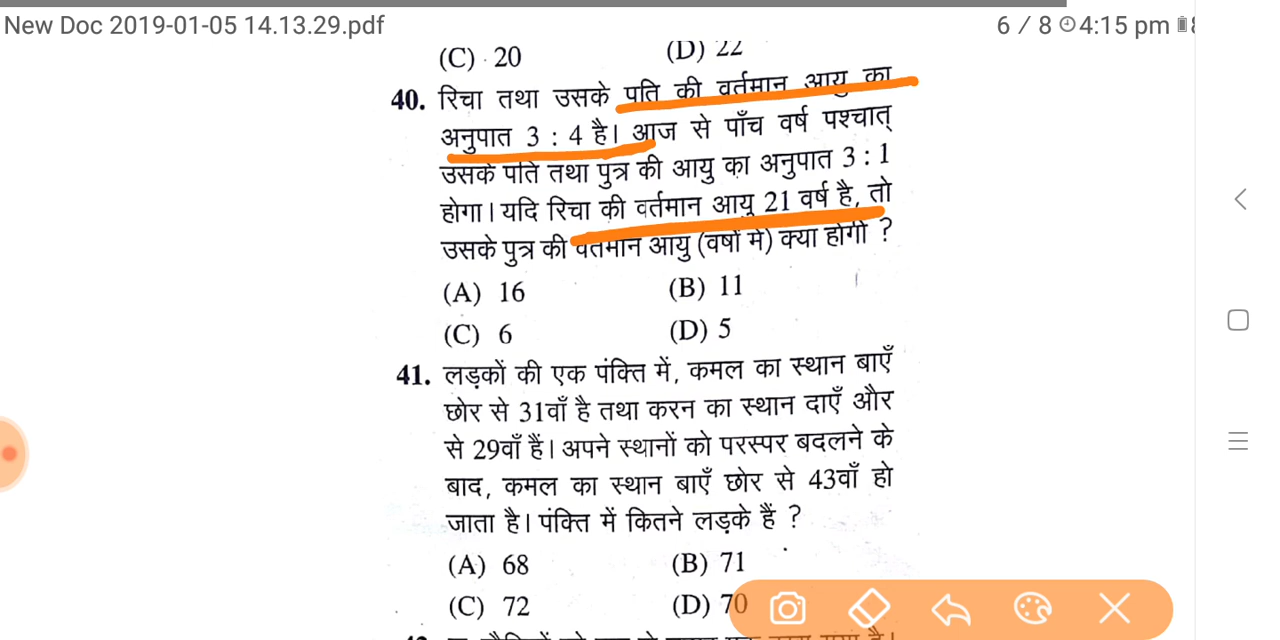 New Doc 2019-01-05 14.13.29.pdf 6 / 8 4:15 pm
(C) 20 (D) 22
40. रिचा तथा उसके पति की वर्तमान आयु का
अनुपात 3 : 4 है। आज से पाँच वर्ष पश्चात्
उसके पति तथा पुत्र की आयु का अनुपात 3 : 1
होगा। यदि रिचा की वर्तमान आयु 21 वर्ष है, तो
उसके पुत्र की वर्तमान आयु (वर्षों में) क्या होगी ?
(A) 16 (B) 11
(C) 6 (D) 5
41. लड़कों की एक पंक्ति में, कमल का स्थान बाएँ
छोर से 31वाँ है तथा करन का स्थान दाएँ और
से 29वाँ हैं। अपने स्थानों को परस्पर बदलने के
बाद, कमल का स्थान बाएँ छोर से 43वाँ हो
जाता है। पंक्ति में कितने लड़के हैं ?
(A) 68 (B) 71
(C) 72 (D) 70